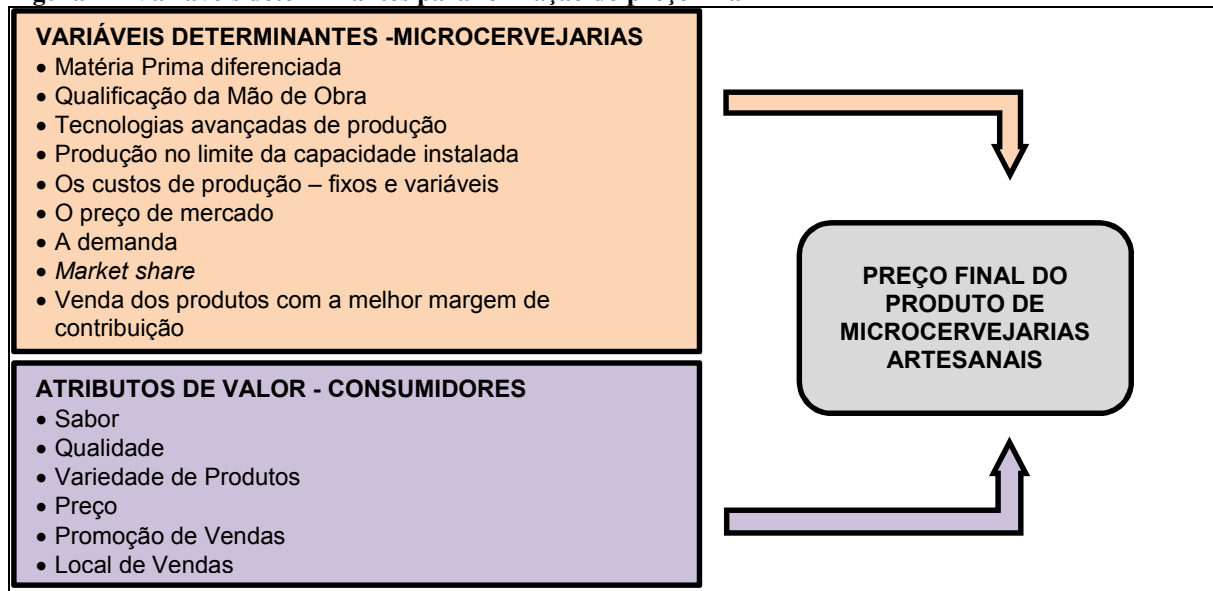 VARIÁVEIS DETERMINANTES -MICROCERVEJARIAS
• Matéria Prima diferenciada
• Qualificação da Mão de Obra
• Tecnologias avançadas de produção
• Produção no limite da capacidade instalada
• Os custos de produção – fixos e variáveis
• O preço de mercado
• A demanda
• Market share
• Venda dos produtos com a melhor margem de
contribuição
PREÇO FINAL DO
PRODUTO DE
MICROCERVEJARIAS
ARTESANAIS
ATRIBUTOS DE VALOR - CONSUMIDORES
• Sabor
• Qualidade
• Variedade de Produtos
• Preço
• Promoção de Vendas
• Local de Vendas